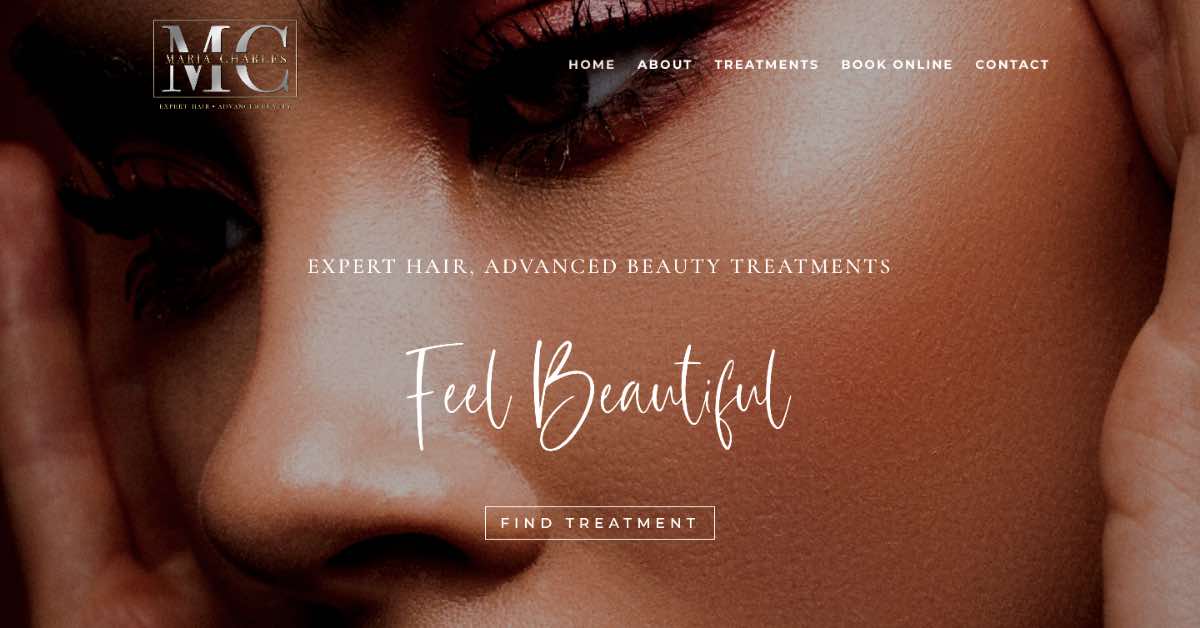 MC
MARIA CHARLES
EXPERT HAIR • ADVANCED BEAUTY
HOME ABOUT TREATMENTS BOOK ONLINE CONTACT
EXPERT HAIR, ADVANCED BEAUTY TREATMENTS
Feel Beautiful
FIND TREATMENT